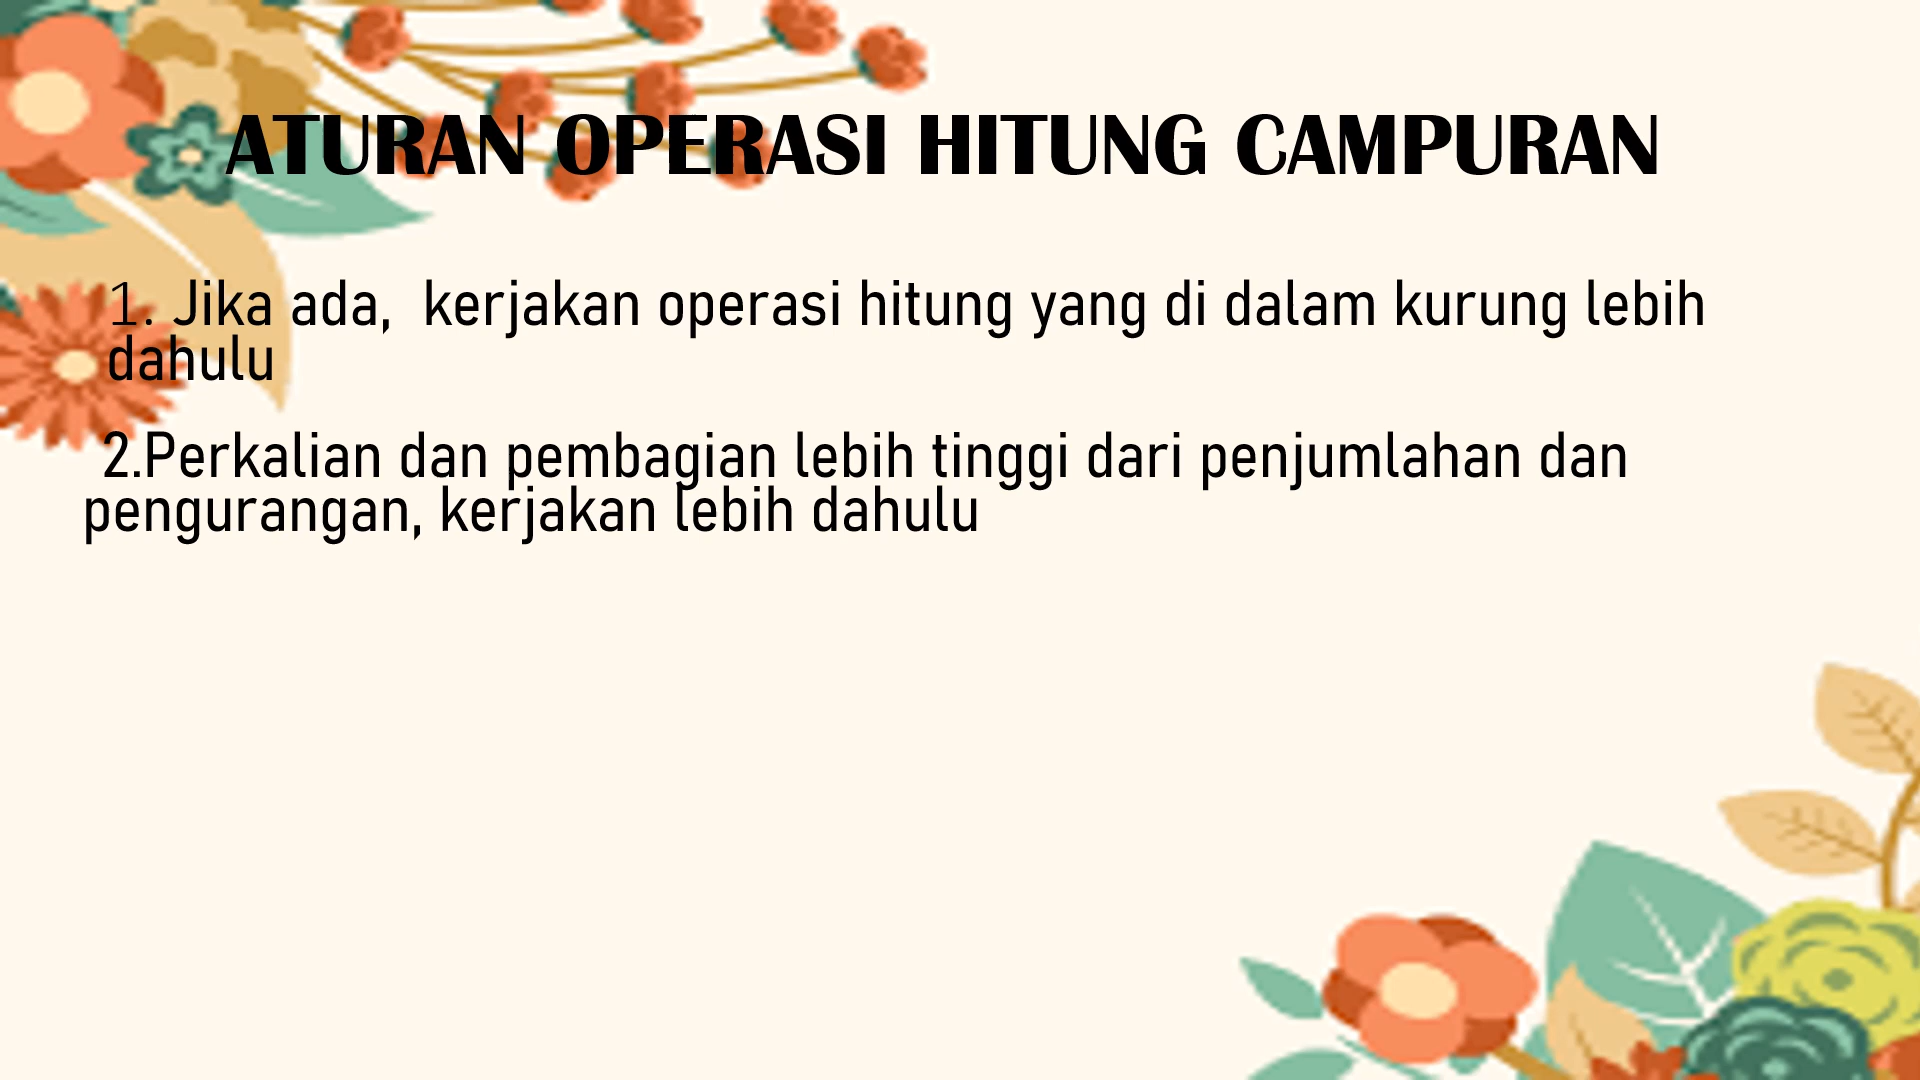 ATURAN OPERASI HITUNG CAMPURAN
1. Jika ada, kerjakan operasi hitung yang di dalam kurung lebih
dahulu
2.Perkalian dan pembagian lebih tinggi dari penjumlahan dan
pengurangan, kerjakan lebih dahulu